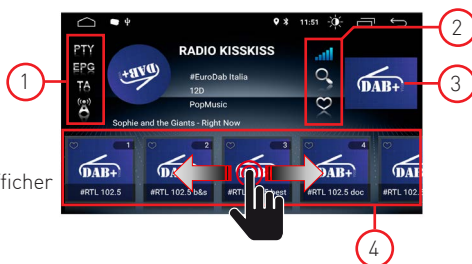 11:51
PTY
EPG
TA
DAB+
RADIO KISSKISS
#EuroDab Italia
12D
PopMusic
Sophie and the Giants - Right Now
DAB+
1
2
3
4
fficher
1
2
3
4
DAB+
DAB+
DAB+
DAB+
DAB
#RTL 102.5
#RTL 102.5 b&s
#RTL best
#RTL 102.5 doc
#RTL 102.